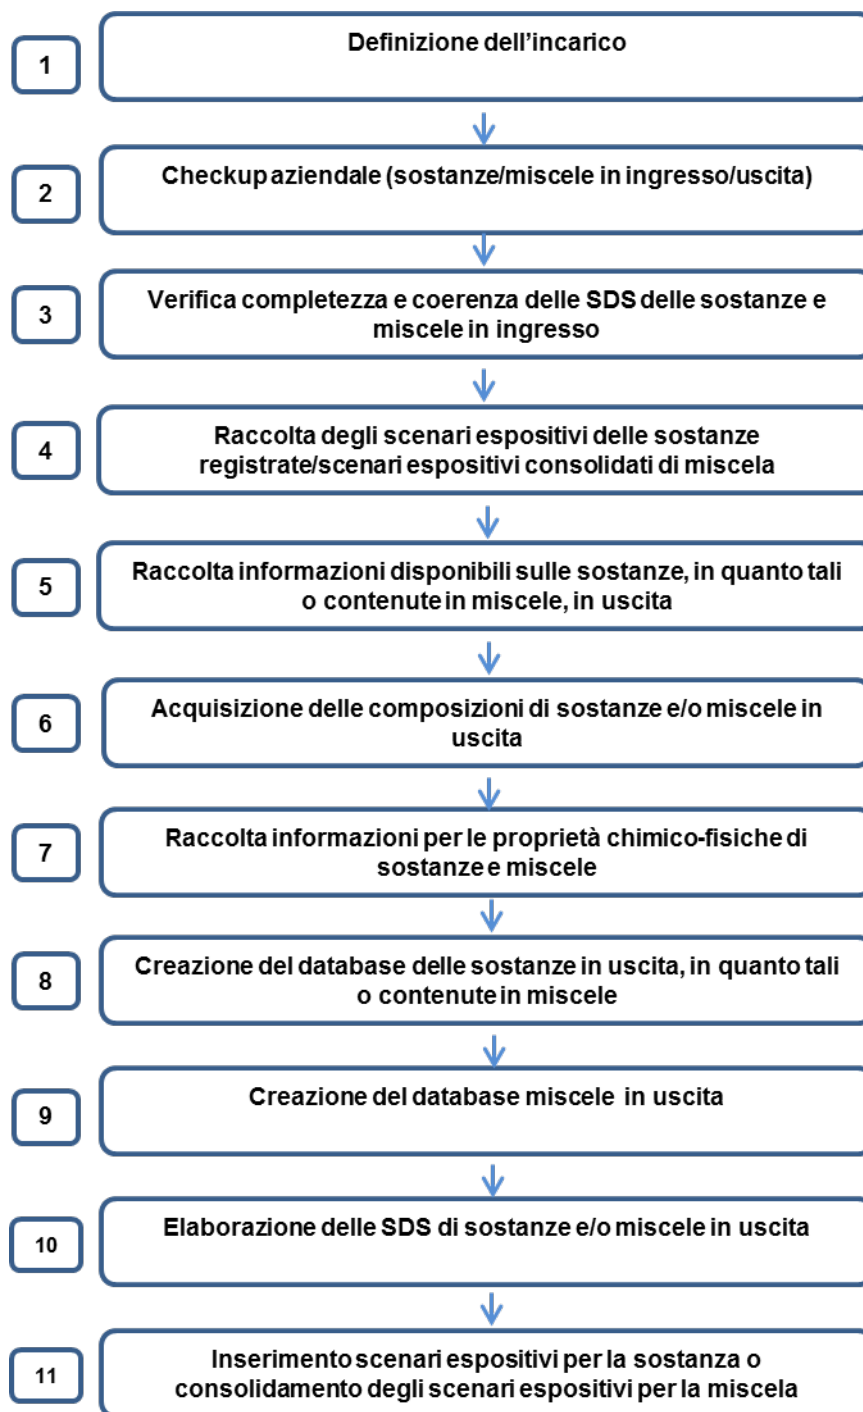 1
Definizione dell'incarico
2
Checkup aziendale (sostanze/miscele in ingresso/uscita)
3
Verifica completezza e coerenza delle SDS delle sostanze e
miscele in ingresso
4
Raccolta degli scenari espositivi delle sostanze
registrate/scenari espositivi consolidati di miscela
5
Raccolta informazioni disponibili sulle sostanze, in quanto tali
o contenute in miscele, in uscita
6
Acquisizione delle composizioni di sostanze e/o miscele in
uscita
7
Raccolta informazioni per le proprietà chimico-fisiche di
sostanze e miscele
8
Creazione del database delle sostanze in uscita, in quanto tali
o contenute in miscele
9
Creazione del database miscele in uscita
10
Elaborazione delle SDS di sostanze e/o miscele in uscita
11
Inserimento scenari espositivi per la sostanza o
consolidamento degli scenari espositivi per la miscela